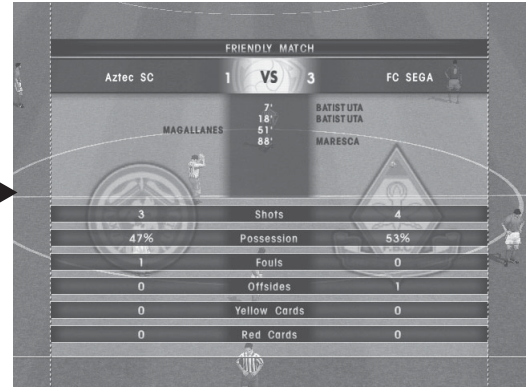 FRIENDLY MATCH
Aztec SC 1 VS 3 FC SEGA
7' BATISTUTA
18' BATISTUTA
MAGALLANES 51'
88' MARESCA
3 Shots 4
47% Possession 53%
1 Fouls 0
0 Offsides 1
0 Yellow Cards 0
0 Red Cards 0